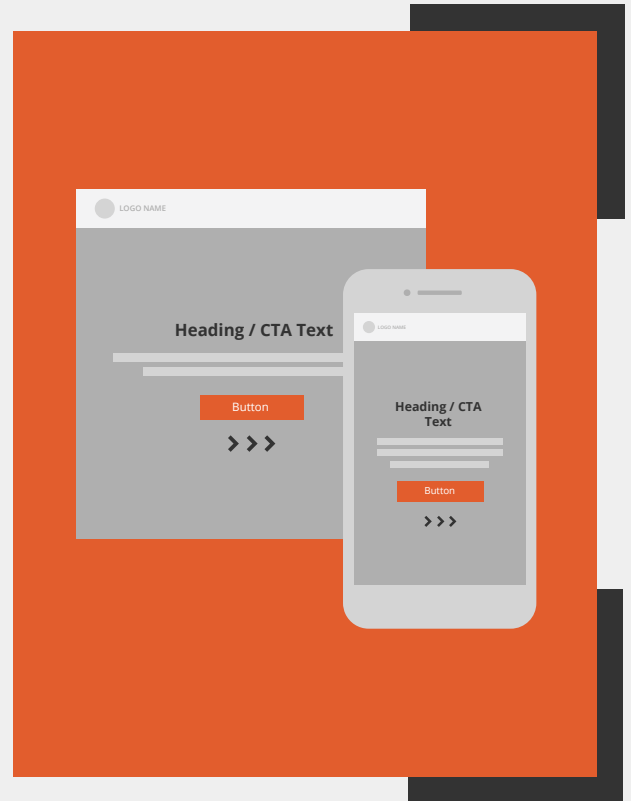 LOGO NAME
Heading / CTA Text
Button
LOGO NAME
Heading / CTA
Text
Button